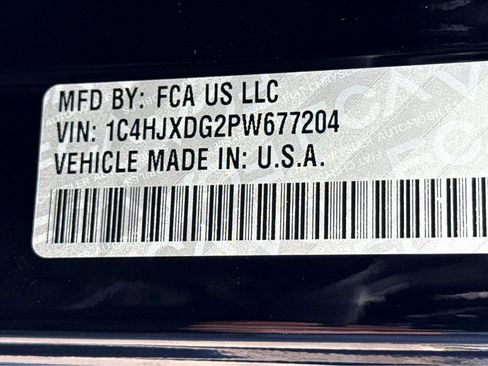 MFD BY: FCA US LLC
VIN: 1C4HJXDG2PW677204
VEHICLE MADE IN: U.S.A.